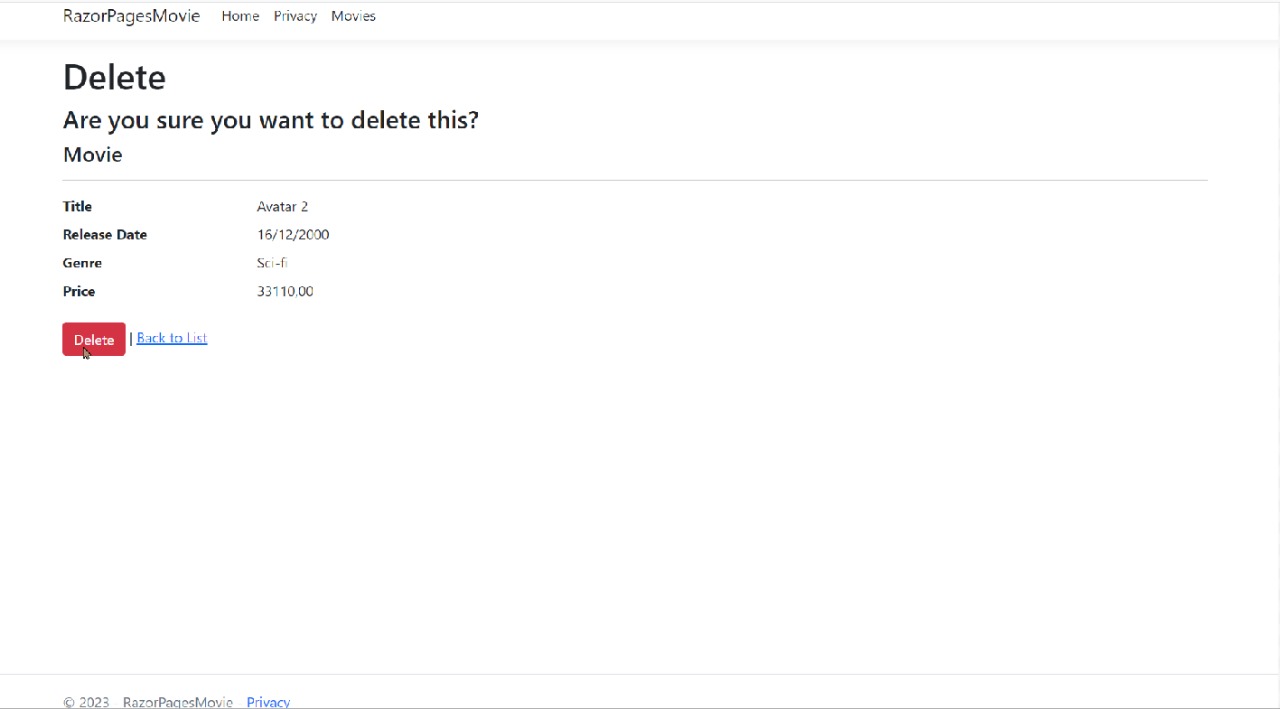 RazorPagesMovie Home Privacy Movies
Delete
Are you sure you want to delete this?
Movie
Title Avatar 2
Release Date 16/12/2000
Genre Sci-fi
Price 33110,00
Delete | Back to List
© 2023 RazorPagesMovie Privacy